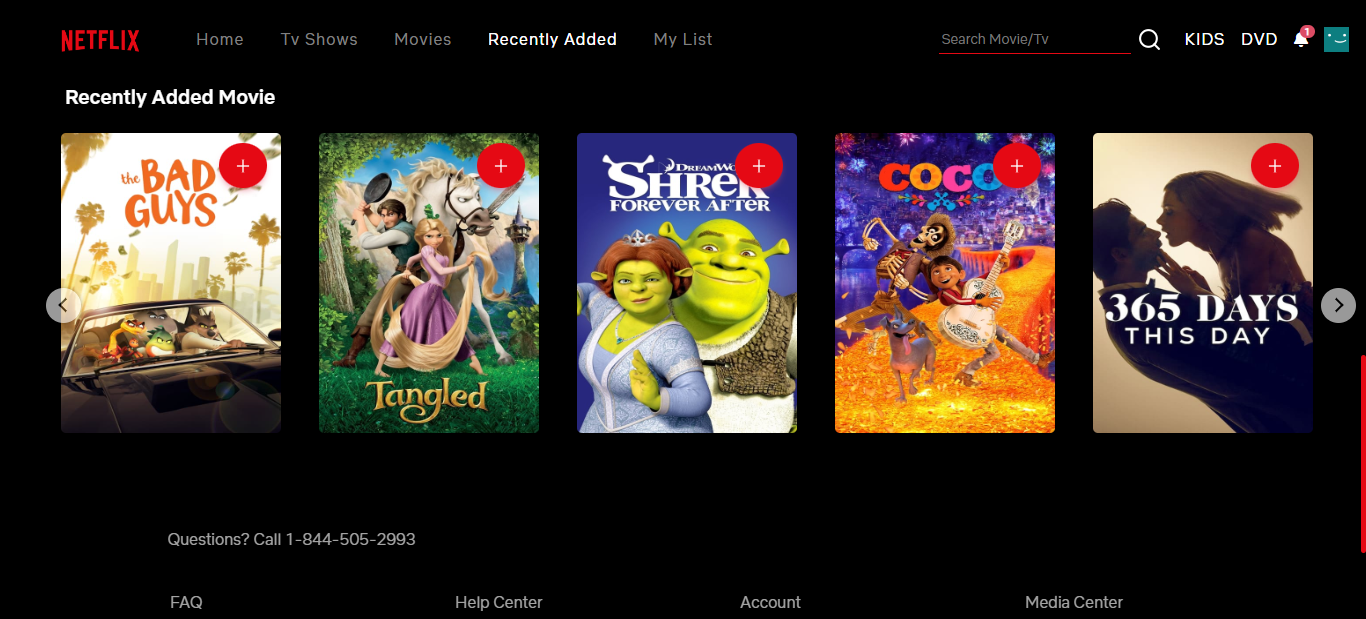 NETFLIX Home Tv Shows Movies Recently Added My List Search Movie/Tv KIDS DVD 1
Recently Added Movie
the BAD
GUYS
Tangled
DREAMWO
SHREK
FOREVER AFTER
COCO
365 DAYS
THIS DAY
Questions? Call 1-844-505-2993
FAQ Help Center Account Media Center